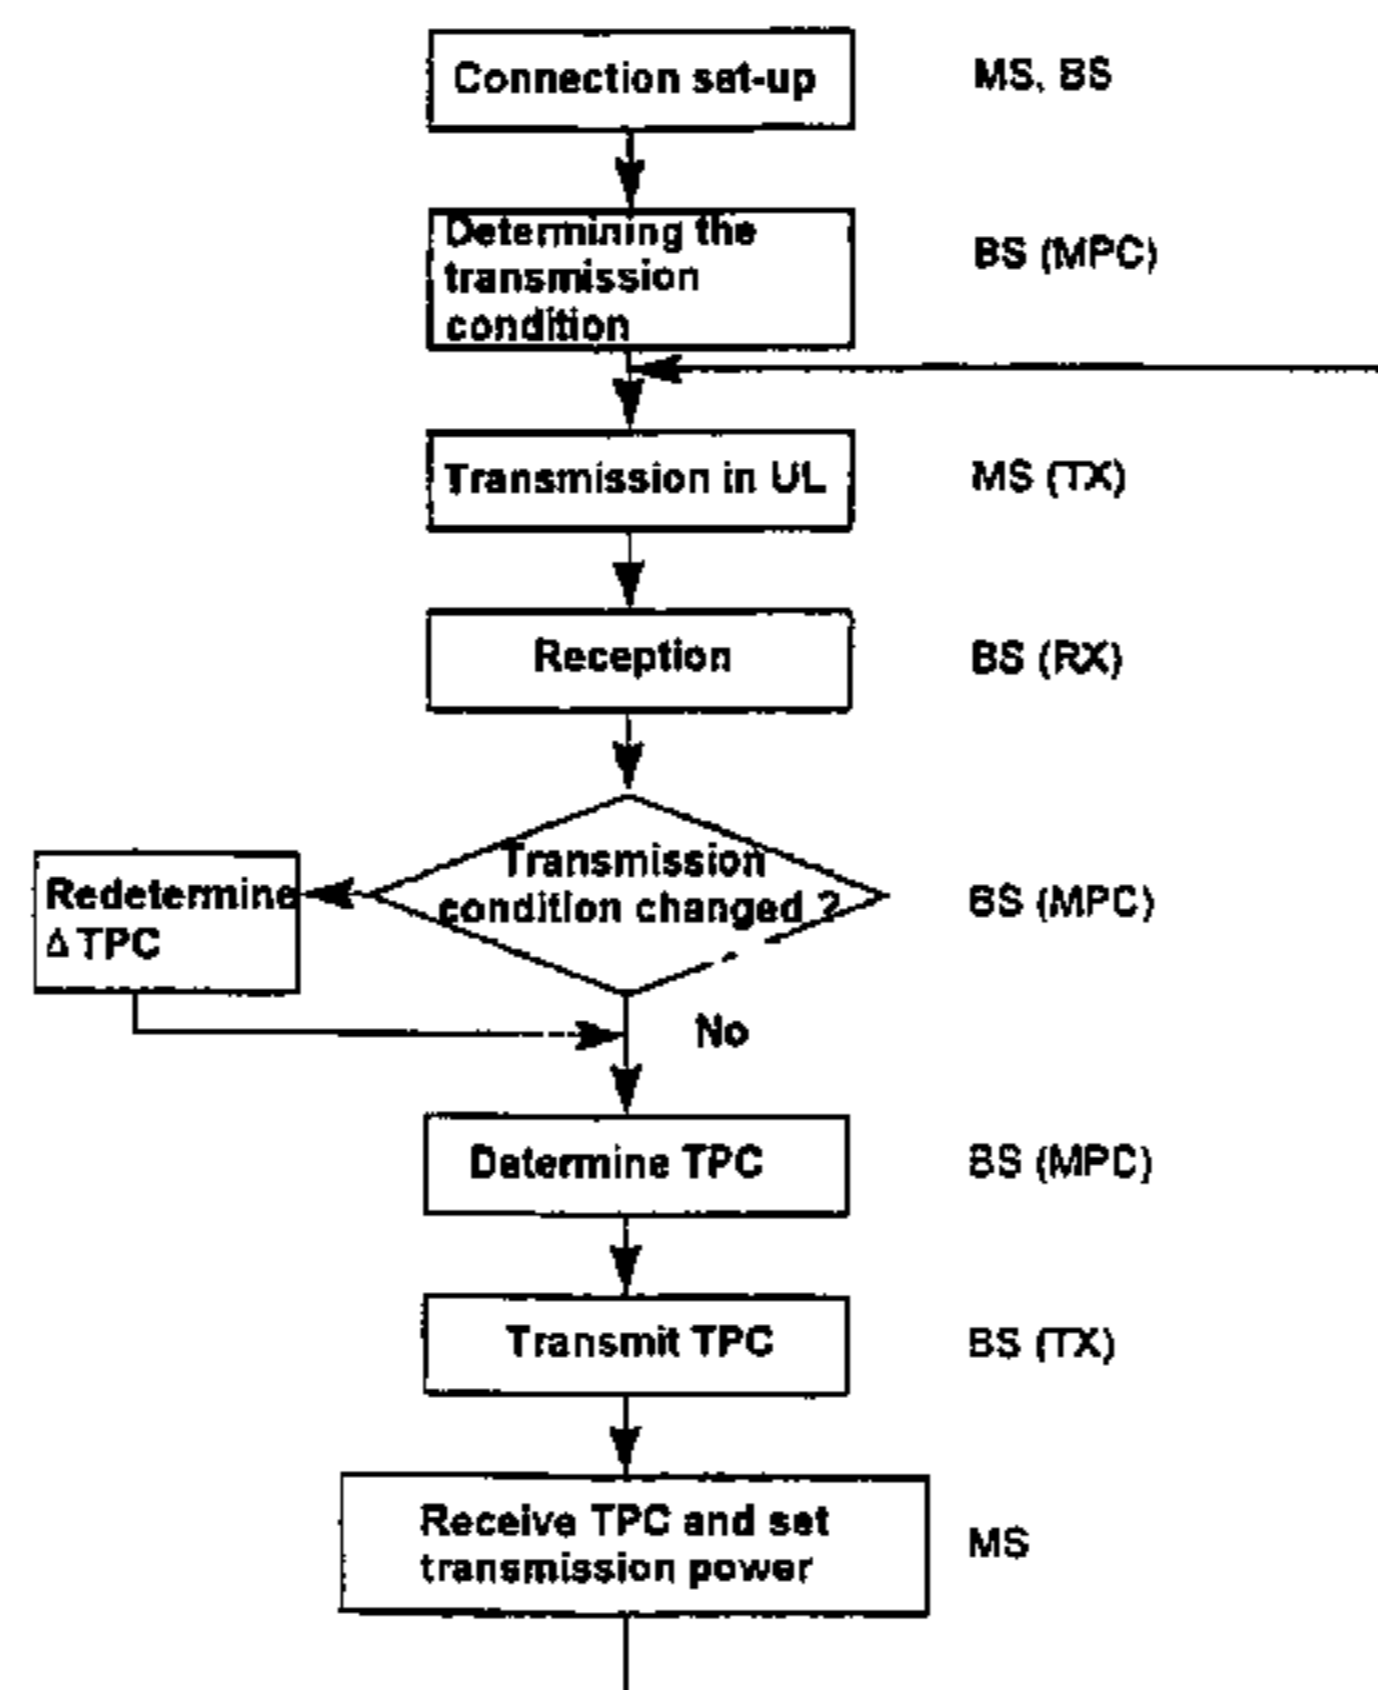 Connection set-up
MS, BS
Determining the
transmission
condition
BS (MPC)
Transmission in UL
MS (TX)
Reception
BS (RX)
Transmission
condition changed ?
BS (MPC)
Redetermine
Δ TPC
No
Determine TPC
BS (MPC)
Transmit TPC
BS (TX)
Receive TPC and set
transmission power
MS